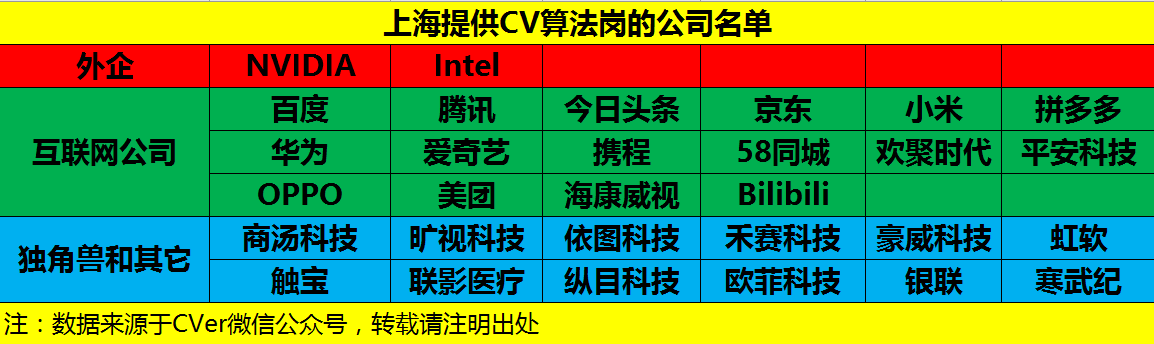 上海提供CV算法岗的公司名单
外企 NVIDIA Intel
百度 腾讯 今日头条 京东 小米 拼多多
互联网公司 华为 爱奇艺 携程 58同城 欢聚时代 平安科技
OPPO 美团 海康威视 Bilibili
独角兽和其它 商汤科技 旷视科技 依图科技 禾赛科技 豪威科技 虹软
触宝 联影医疗 纵目科技 欧菲科技 银联 寒武纪
注：数据来源于CVer微信公众号，转载请注明出处